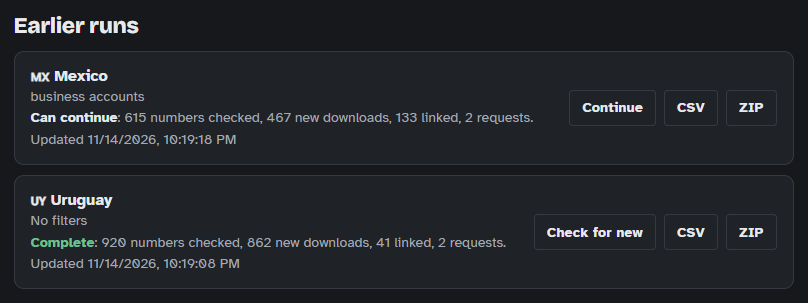 Earlier runs
MX Mexico
business accounts
Can continue: 615 numbers checked, 467 new downloads, 133 linked, 2 requests.
Updated 11/14/2026, 10:19:18 PM
Continue
CSV
ZIP
UY Uruguay
No filters
Complete: 920 numbers checked, 862 new downloads, 41 linked, 2 requests.
Updated 11/14/2026, 10:19:08 PM
Check for new
CSV
ZIP